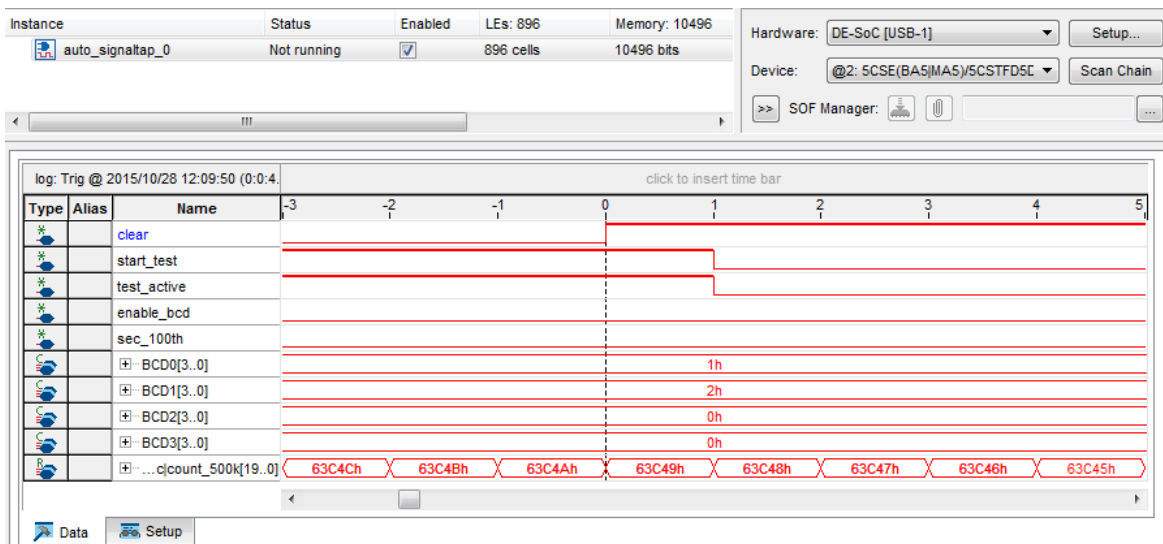 Instance Status Enabled LEs: 896 Memory: 10496
auto_signaltap_0 Not running 896 cells 10496 bits
Hardware: DE-SoC [USB-1] Setup...
Device: @2: 5CSE(BA5|MA5)/5CSTFD5D Scan Chain
>> SOF Manager: ...
log: Trig @ 2015/10/28 12:09:50 (0:0:4. click to insert time bar
Type Alias Name -3 -2 -1 0 1 2 3 4 5
clear
start_test
test_active
enable_bcd
sec_100th
BCD0[3..0] 1h
BCD1[3..0] 2h
BCD2[3..0] 0h
BCD3[3..0] 0h
...c|count_500k[19..0] 63C4Ch 63C4Bh 63C4Ah 63C49h 63C48h 63C47h 63C46h 63C45h
Data Setup